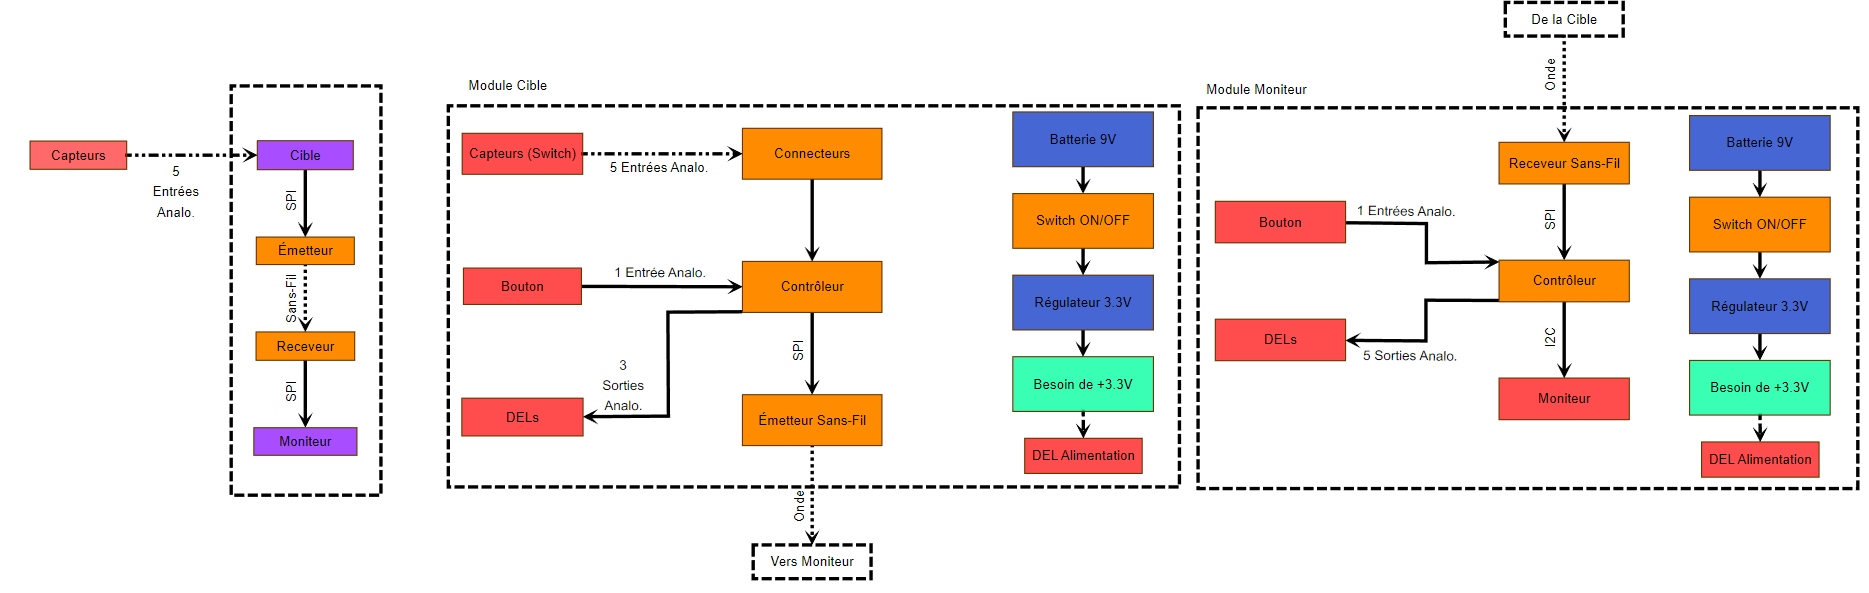 Capteurs
5
Entrées
Analo.
Cible
SPI
Émetteur
Sans-Fil
Receveur
SPI
Moniteur
Module Cible
Capteurs (Switch)
5 Entrées Analo.
Connecteurs
Bouton
1 Entrée Analo.
Contrôleur
3
Sorties
Analo.
DELs
SPI
Émetteur Sans-Fil
Onde
Vers Moniteur
Batterie 9V
Switch ON/OFF
Régulateur 3.3V
Besoin de +3.3V
DEL Alimentation
De la Cible
Onde
Module Moniteur
Receveur Sans-Fil
SPI
Bouton
1 Entrées Analo.
Contrôleur
DELs
5 Sorties Analo.
I2C
Moniteur
Batterie 9V
Switch ON/OFF
Régulateur 3.3V
Besoin de +3.3V
DEL Alimentation